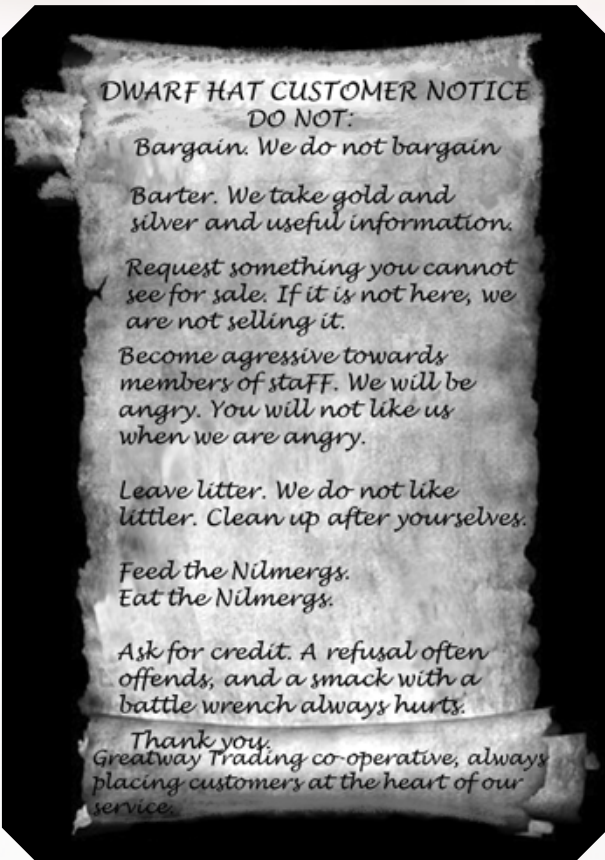 DWARF HAT CUSTOMER NOTICE
DO NOT:
Bargain. We do not bargain
Barter. We take gold and
silver and useful information.
Request something you cannot
see for sale. If it is not here, we
are not selling it.
Become agressive towards
members of staFF. We will be
angry. You will not like us
when we are angry.
Leave litter. We do not like
littler. Clean up after yourselves.
Feed the Nilmergs.
Eat the Nilmergs.
Ask for credit. A refusal often
offends, and a smack with a
battle wrench always hurts.
Thank you.
Greatway Trading co-operative, always
placing customers at the heart of our
service.